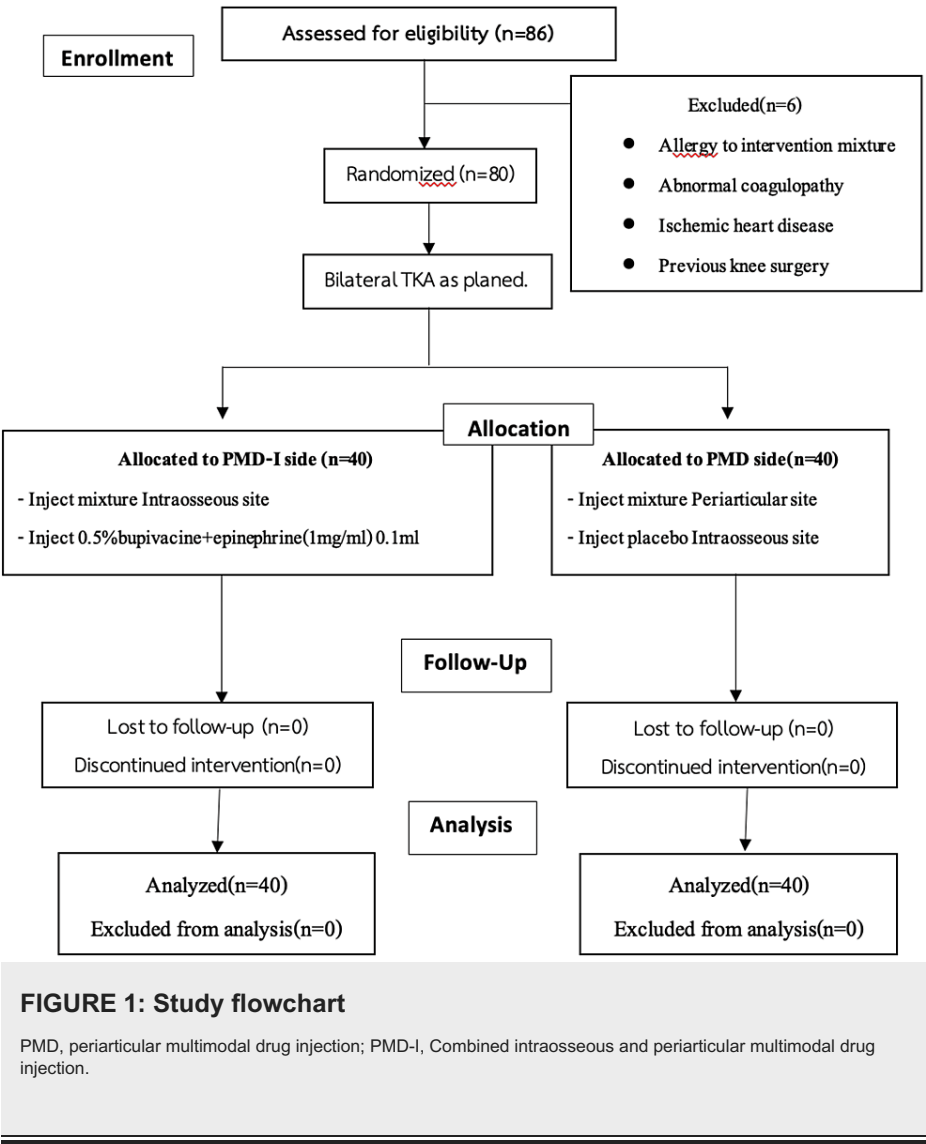 Assessed for eligibility (n=86)
Enrollment
Excluded(n=6)
● Allergy to intervention mixture
● Abnormal coagulopathy
● Ischemic heart disease
● Previous knee surgery
Randomized (n=80)
Bilateral TKA as planed.
Allocation
Allocated to PMD-I side (n=40)
- Inject mixture Intraosseous site
- Inject 0.5%bupivacine+epinephrine(1mg/ml) 0.1ml
Allocated to PMD side(n=40)
- Inject mixture Periarticular site
- Inject placebo Intraosseous site
Follow-Up
Lost to follow-up (n=0)
Discontinued intervention(n=0)
Lost to follow-up (n=0)
Discontinued intervention(n=0)
Analysis
Analyzed(n=40)
Excluded from analysis(n=0)
Analyzed(n=40)
Excluded from analysis(n=0)
FIGURE 1: Study flowchart
PMD, periarticular multimodal drug injection; PMD-I, Combined intraosseous and periarticular multimodal drug
injection.